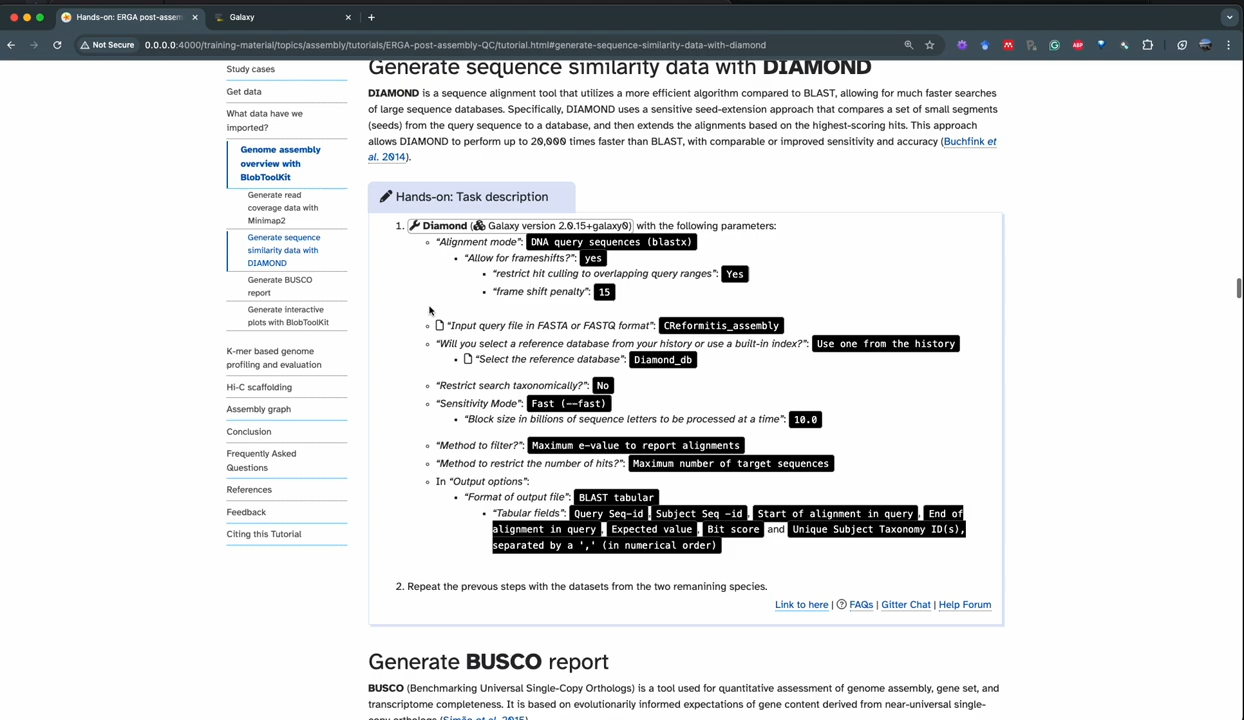 Hands-on: ERGA post-assem
Galaxy
Not Secure
0.0.0.0:4000/training-material/topics/assembly/tutorials/ERGA-post-assembly-QC/tutorial.html#generate-sequence-similarity-data-with-diamond
Study cases
Get data
What data have we
imported?
Genome assembly
overview with
BlobToolKit
Generate read
coverage data with
Minimap2
Generate sequence
similarity data with
DIAMOND
Generate BUSCO
report
Generate interactive
plots with BlobToolKit
K-mer based genome
profiling and evaluation
Hi-C scaffolding
Assembly graph
Conclusion
Frequently Asked
Questions
References
Feedback
Citing this Tutorial
Generate sequence similarity data with DIAMOND
DIAMOND is a sequence alignment tool that utilizes a more efficient algorithm compared to BLAST, allowing for much faster searches
of large sequence databases. Specifically, DIAMOND uses a sensitive seed-extension approach that compares a set of small segments
(seeds) from the query sequence to a database, and then extends the alignments based on the highest-scoring hits. This approach
allows DIAMOND to perform up to 20,000 times faster than BLAST, with comparable or improved sensitivity and accuracy (Buchfink et
al. 2014).
Hands-on: Task description
1. Diamond (Galaxy version 2.0.15+galaxy0) with the following parameters:
“Alignment mode”: DNA query sequences (blastx)
“Allow for frameshifts?”: yes
“restrict hit culling to overlapping query ranges”: Yes
“frame shift penalty”: 15
“Input query file in FASTA or FASTQ format”: CReformitis_assembly
“Will you select a reference database from your history or use a built-in index?”: Use one from the history
“Select the reference database”: Diamond_db
“Restrict search taxonomically?”: No
“Sensitivity Mode”: Fast (--fast)
“Block size in billions of sequence letters to be processed at a time”: 10.0
“Method to filter?”: Maximum e-value to report alignments
“Method to restrict the number of hits?”: Maximum number of target sequences
In “Output options”:
“Format of output file”: BLAST tabular
“Tabular fields”: Query Seq-id, Subject Seq -id, Start of alignment in query, End of
alignment in query, Expected value, Bit score and Unique Subject Taxonomy ID(s),
separated by a ',' (in numerical order)
2. Repeat the prevous steps with the datasets from the two remanining species.
Link to here | FAQs | Gitter Chat | Help Forum
Generate BUSCO report
BUSCO (Benchmarking Universal Single-Copy Orthologs) is a tool used for quantitative assessment of genome assembly, gene set, and
transcriptome completeness. It is based on evolutionarily informed expectations of gene content derived from near-universal single-
copy orthologs (Simão et al. 2015).